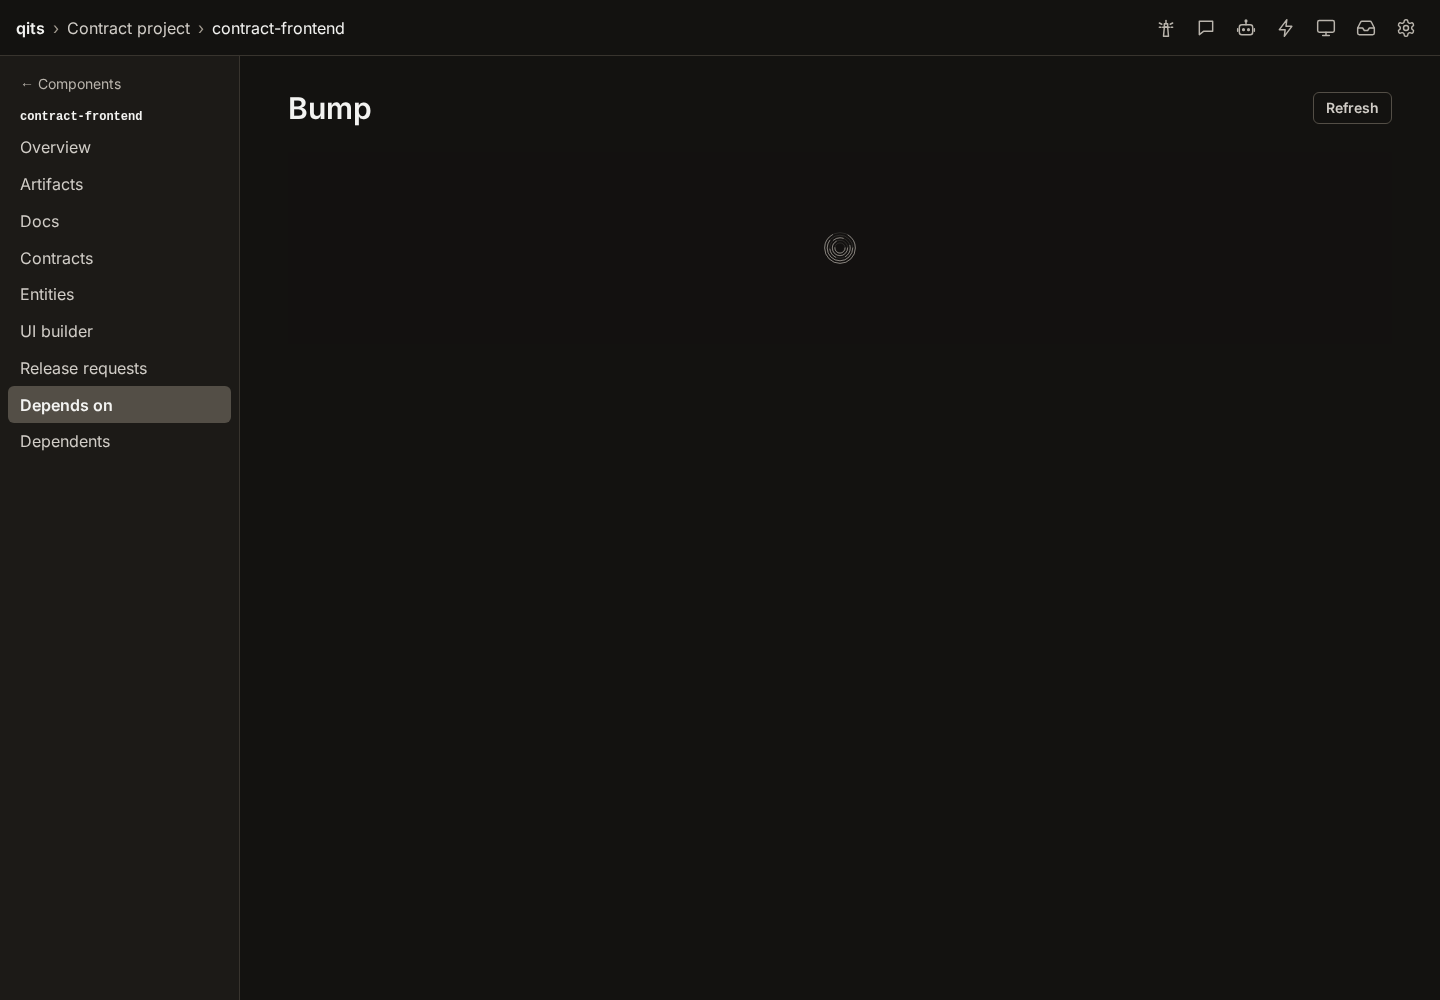 qits › Contract project › contract-frontend
← Components
contract-frontend
Overview
Artifacts
Docs
Contracts
Entities
UI builder
Release requests
Depends on
Dependents
Bump
Refresh